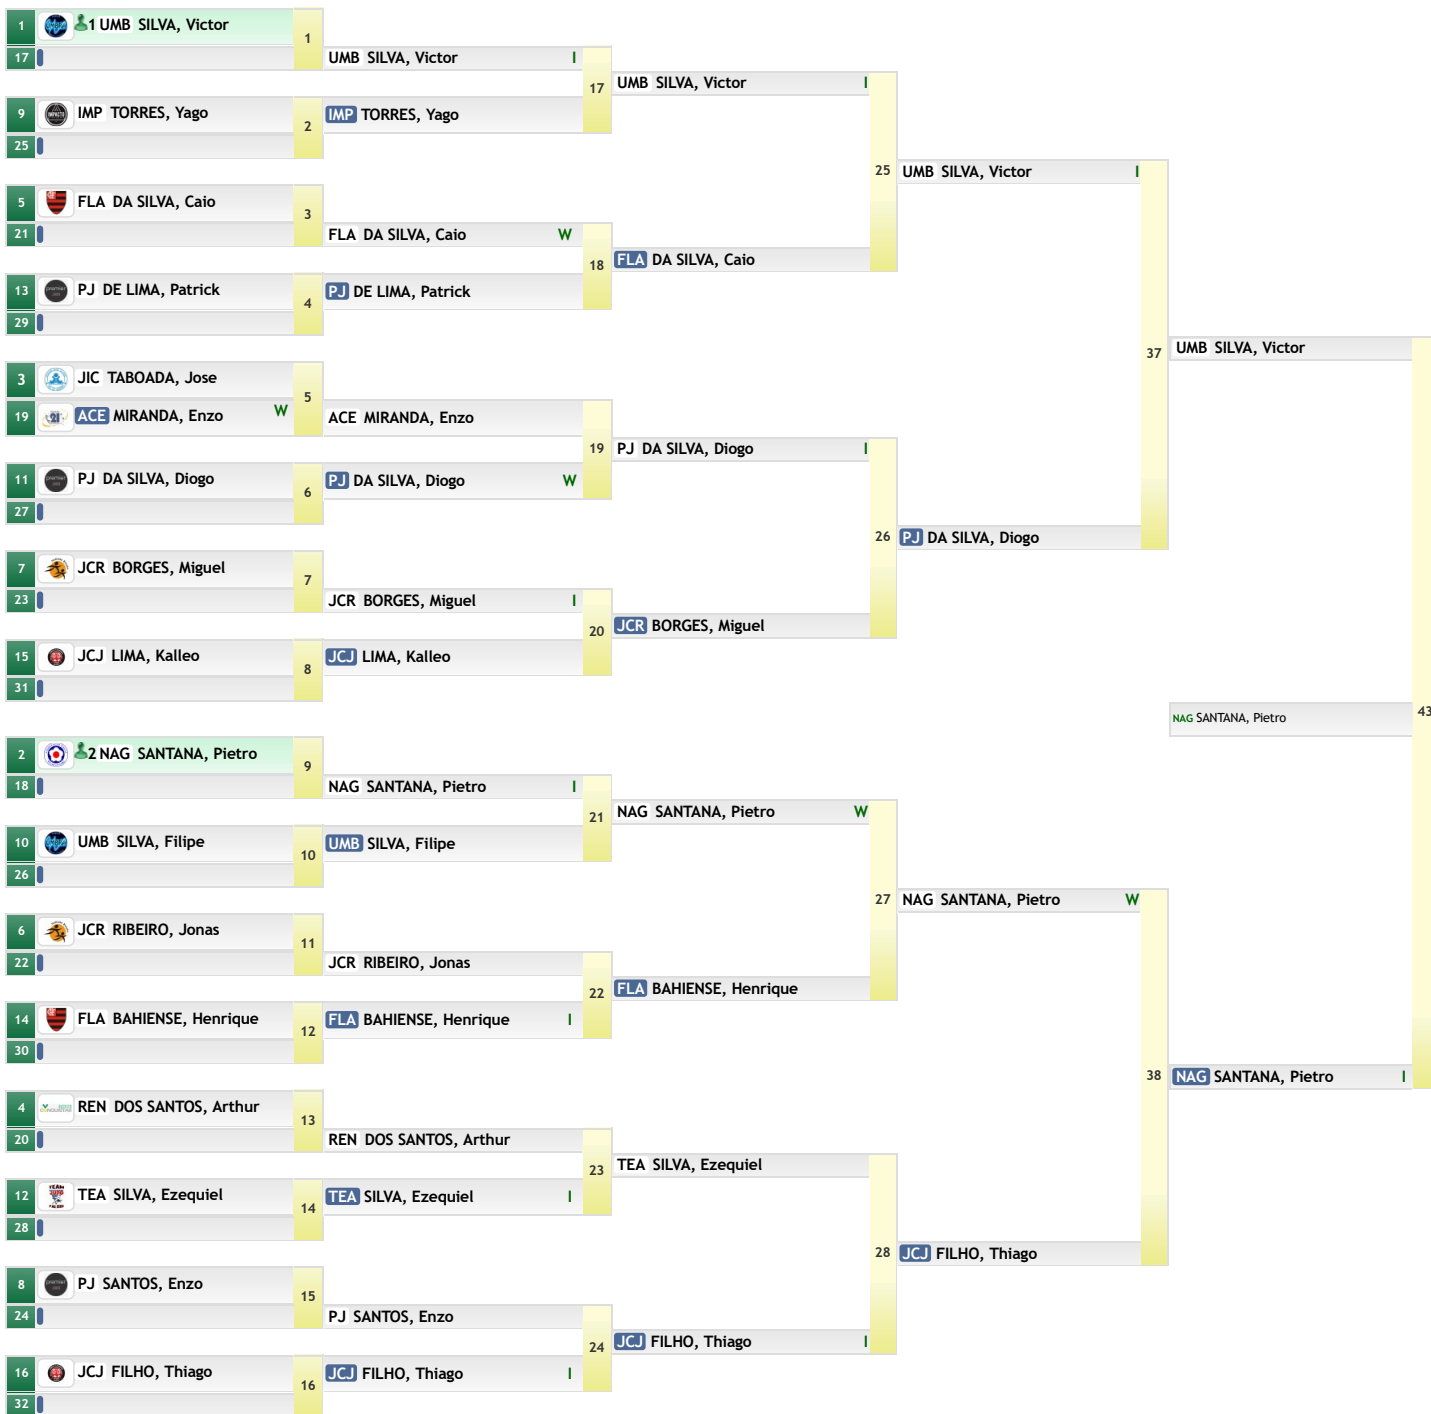 1 1 UMB SILVA, Victor
17
1
9 IMP TORRES, Yago
25
2
5 FLA DA SILVA, Caio
21
3
13 PJ DE LIMA, Patrick
29
4
3 JIC TABOADA, Jose
19 ACE MIRANDA, Enzo W
5
11 PJ DA SILVA, Diogo
27
6
7 JCR BORGES, Miguel
23
7
15 JCJ LIMA, Kalleo
31
8
2 2 NAG SANTANA, Pietro
18
9
10 UMB SILVA, Filipe
26
10
6 JCR RIBEIRO, Jonas
22
11
14 FLA BAHIENSE, Henrique
30
12
4 REN DOS SANTOS, Arthur
20
13
12 TEA SILVA, Ezequiel
28
14
8 PJ SANTOS, Enzo
24
15
16 JCJ FILHO, Thiago
32
16
UMB SILVA, Victor I
IMP TORRES, Yago
17
FLA DA SILVA, Caio W
PJ DE LIMA, Patrick
18
ACE MIRANDA, Enzo
PJ DA SILVA, Diogo W
19
JCR BORGES, Miguel I
JCJ LIMA, Kalleo
20
NAG SANTANA, Pietro I
UMB SILVA, Filipe
21
JCR RIBEIRO, Jonas
FLA BAHIENSE, Henrique I
22
REN DOS SANTOS, Arthur
TEA SILVA, Ezequiel I
23
PJ SANTOS, Enzo
JCJ FILHO, Thiago I
24
UMB SILVA, Victor I
FLA DA SILVA, Caio
25
PJ DA SILVA, Diogo I
JCR BORGES, Miguel
26
NAG SANTANA, Pietro W
FLA BAHIENSE, Henrique
27
TEA SILVA, Ezequiel
JCJ FILHO, Thiago I
28
UMB SILVA, Victor I
PJ DA SILVA, Diogo
37
NAG SANTANA, Pietro W
JCJ FILHO, Thiago
38
UMB SILVA, Victor
NAG SANTANA, Pietro
43
NAG SANTANA, Pietro I